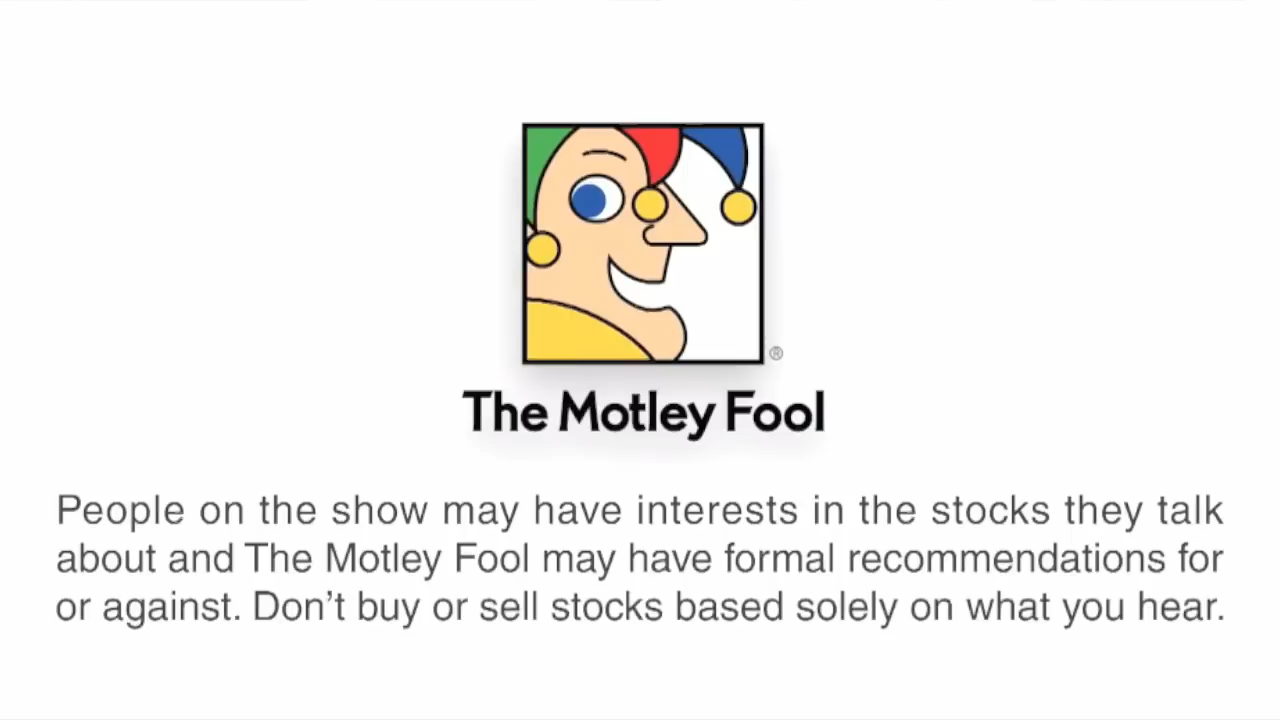 ®
The Motley Fool
People on the show may have interests in the stocks they talk
about and The Motley Fool may have formal recommendations for
or against. Don’t buy or sell stocks based solely on what you hear.